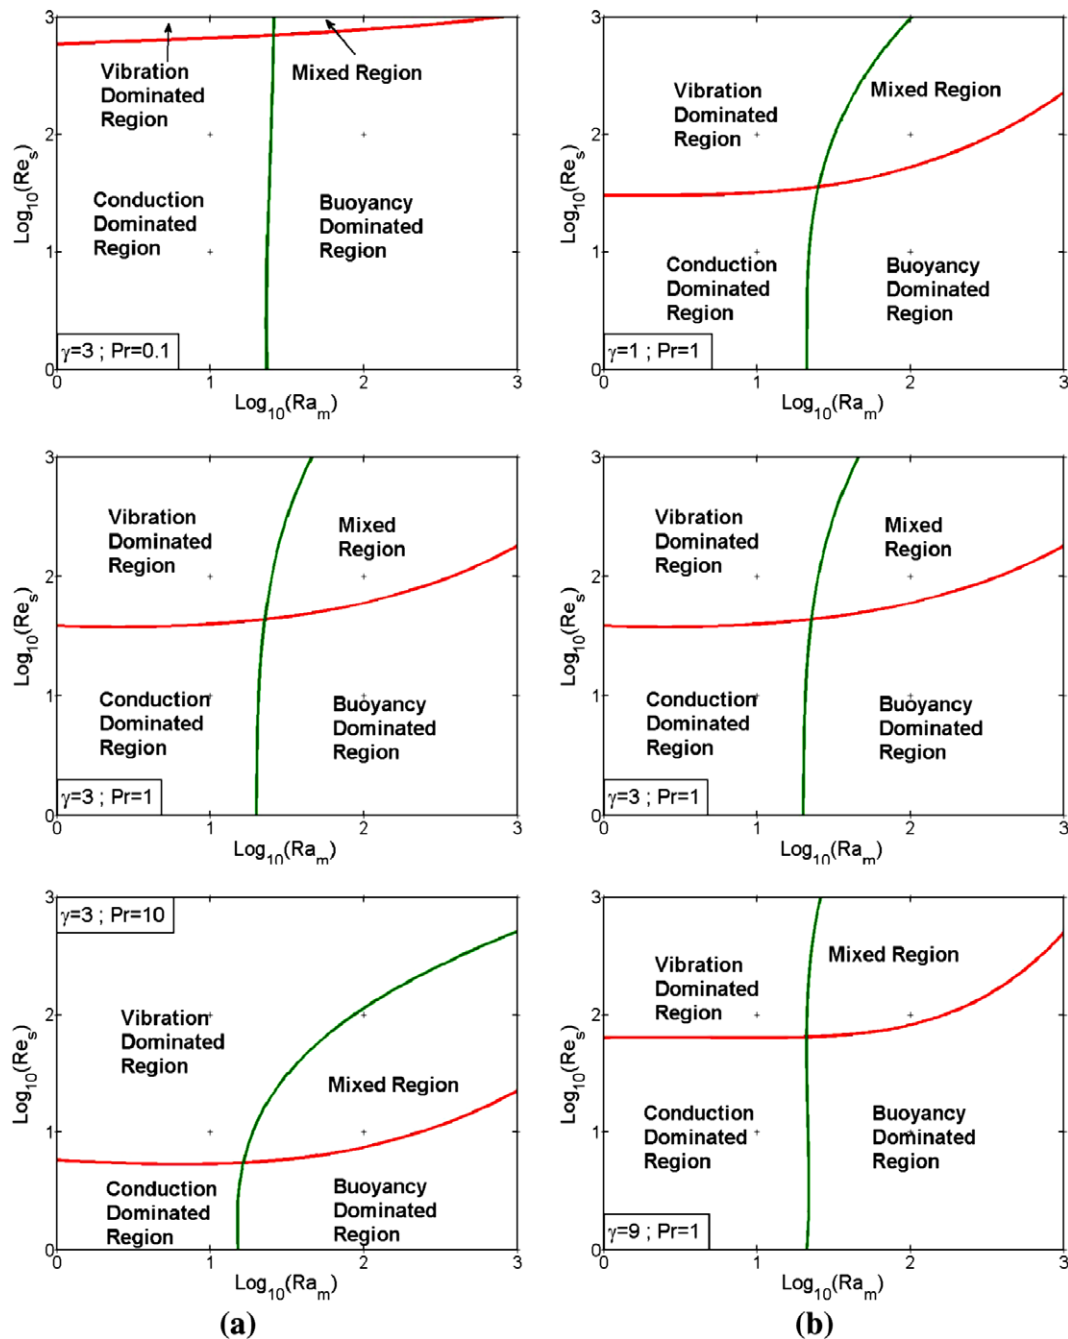 3
Vibration
Dominated
Region
Mixed Region
2
Log10(Res)
Conduction
Dominated
Region
Buoyancy
Dominated
Region
1
γ=3 ; Pr=0.1
0
0 1 2 3
Log10(Ram)
3
Vibration
Dominated
Region
Mixed Region
2
Log10(Res)
Conduction
Dominated
Region
Buoyancy
Dominated
Region
1
γ=1 ; Pr=1
0
0 1 2 3
Log10(Ram)
3
Vibration
Dominated
Region
Mixed
Region
2
Log10(Res)
Conduction
Dominated
Region
Buoyancy
Dominated
Region
1
γ=3 ; Pr=1
0
0 1 2 3
Log10(Ram)
3
Vibration
Dominated
Region
Mixed
Region
2
Log10(Res)
Conduction
Dominated
Region
Buoyancy
Dominated
Region
1
γ=3 ; Pr=1
0
0 1 2 3
Log10(Ram)
3
γ=3 ; Pr=10
Vibration
Dominated
Region
2
Log10(Res)
Mixed Region
1
Conduction
Dominated
Region
Buoyancy
Dominated
Region
0
0 1 2 3
Log10(Ram)
(a)
3
Vibration
Dominated
Region
Mixed Region
2
Log10(Res)
Conduction
Dominated
Region
Buoyancy
Dominated
Region
1
γ=9 ; Pr=1
0
0 1 2 3
Log10(Ram)
(b)